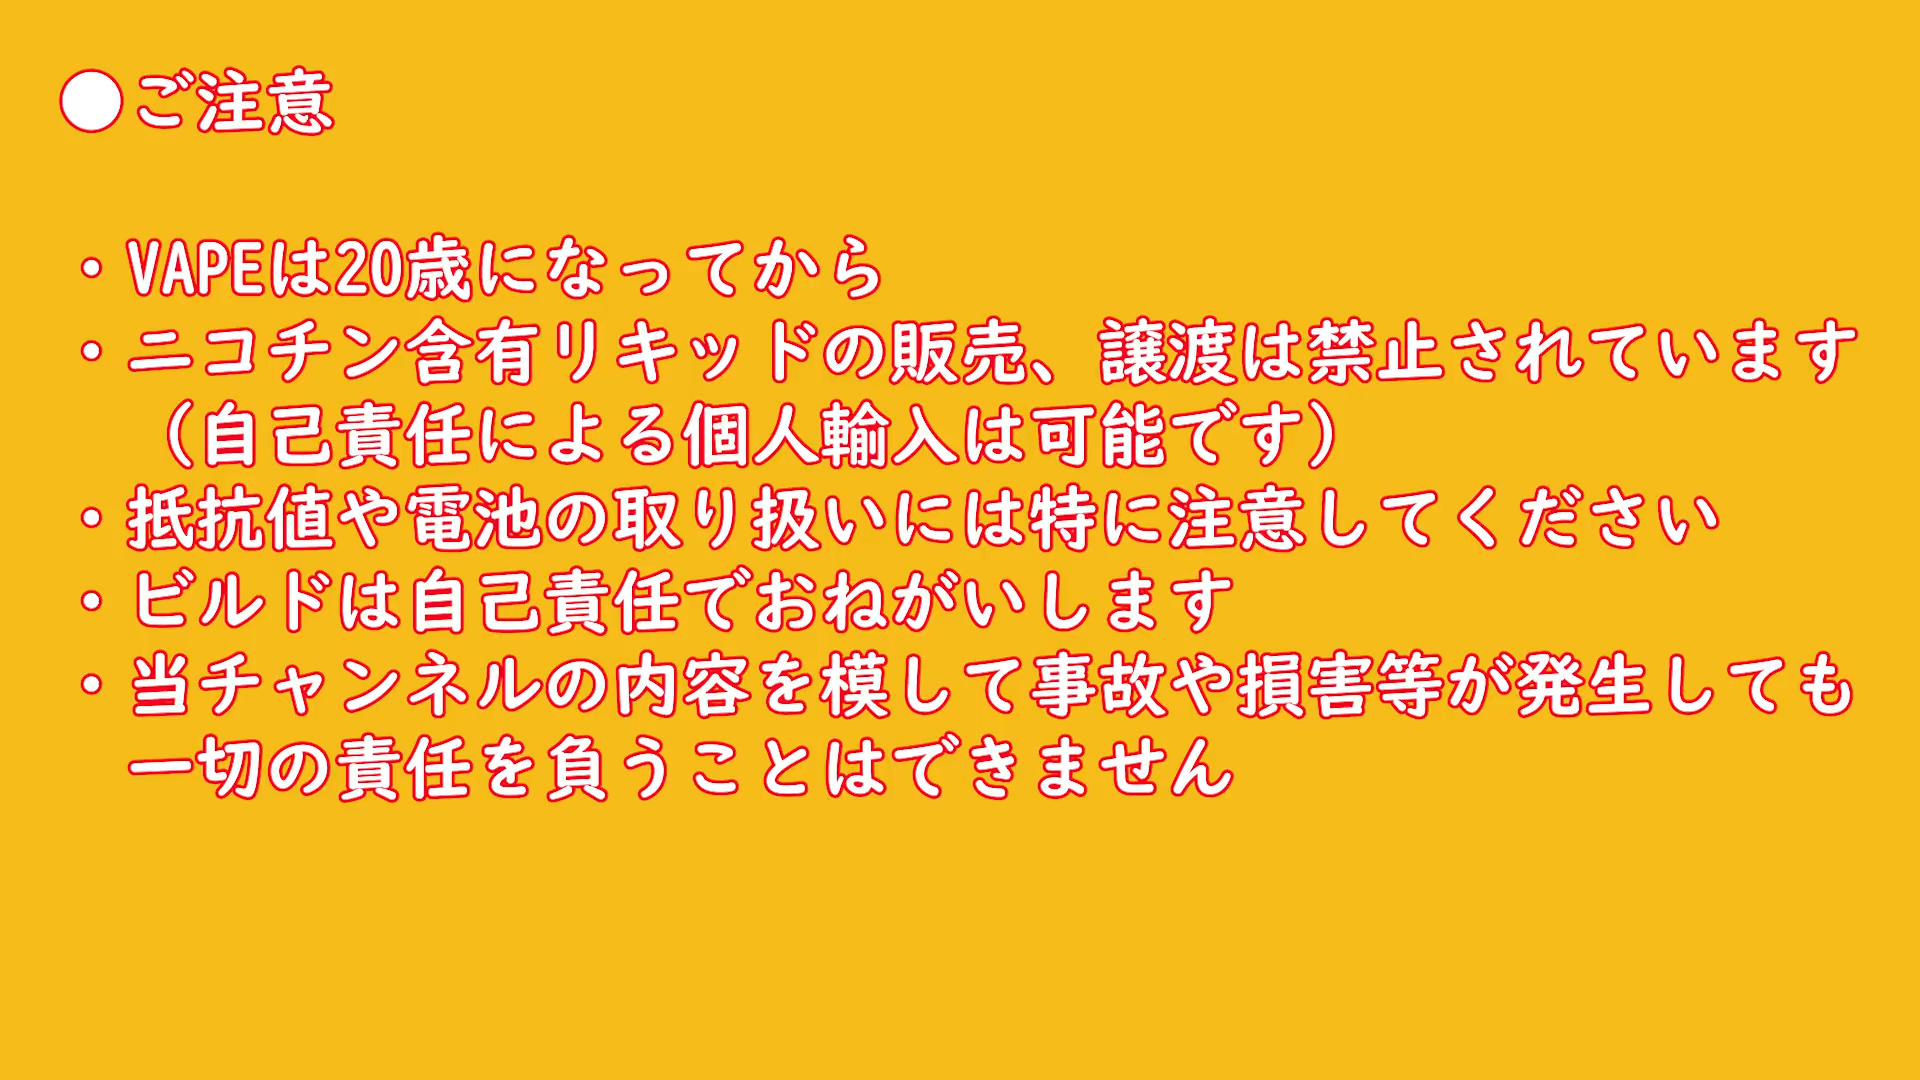 ●ご注意
・VAPEは20歳になってから
・ニコチン含有リキッドの販売、譲渡は禁止されています
（自己責任による個人輸入は可能です）
・抵抗値や電池の取り扱いには特に注意してください
・ビルドは自己責任でおねがいします
・当チャンネルの内容を模して事故や損害等が発生しても
一切の責任を負うことはできません